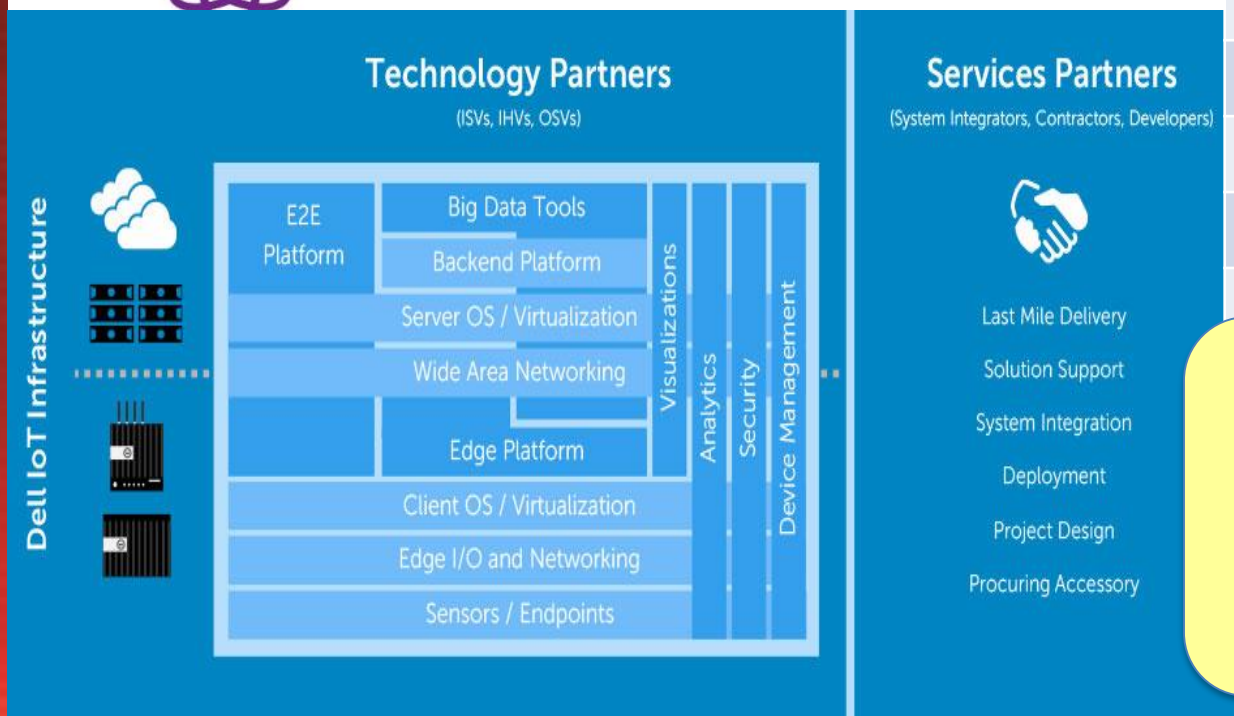 Technology Partners
(ISVs, IHVs, OSVs)
Services Partners
(System Integrators, Contractors, Developers)
Dell IoT Infrastructure
E2E
Platform
Big Data Tools
Backend Platform
Server OS / Virtualization
Wide Area Networking
Edge Platform
Client OS / Virtualization
Edge I/O and Networking
Sensors / Endpoints
Visualizations
Analytics
Security
Device Management
Last Mile Delivery
Solution Support
System Integration
Deployment
Project Design
Procuring Accessory